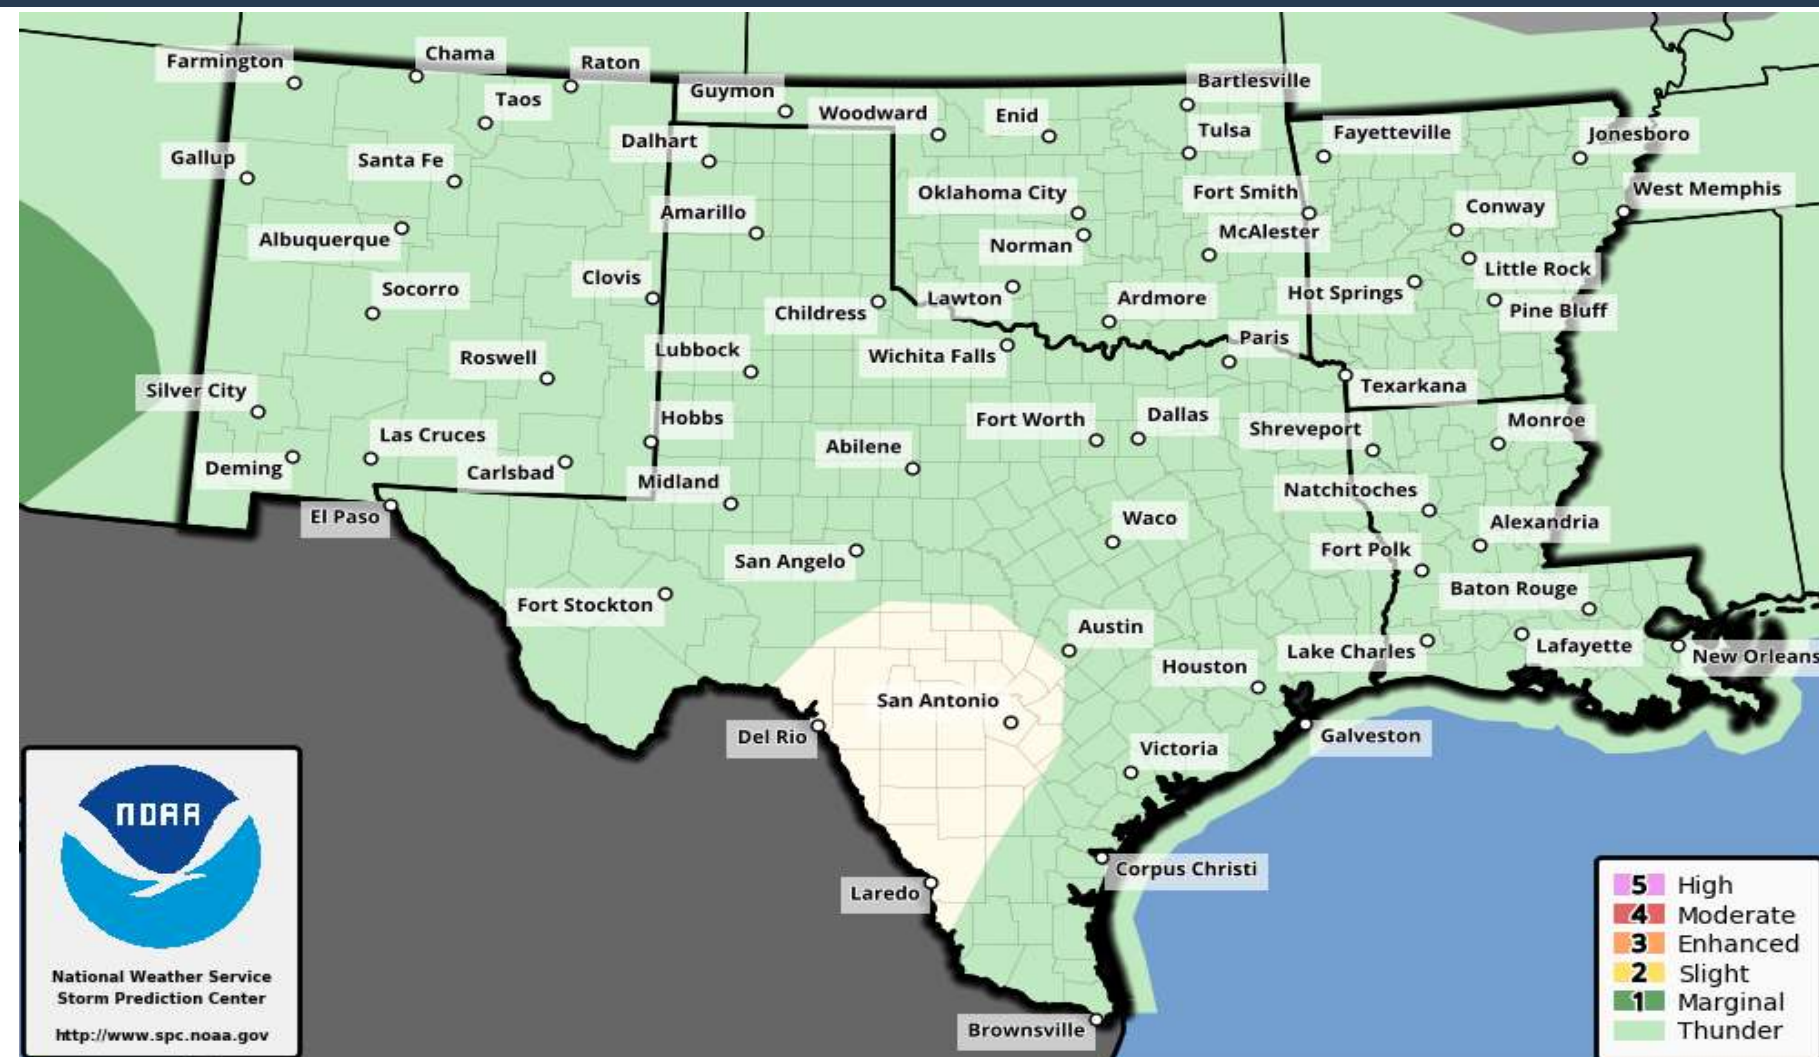 Farmington
Chama
Raton
Taos
Guymon
Woodward
Enid
Bartlesville
Tulsa
Fayetteville
Jonesboro
Gallup
Santa Fe
Dalhart
Oklahoma City
Fort Smith
Conway
West Memphis
Albuquerque
Amarillo
Norman
McAlester
Little Rock
Socorro
Clovis
Childress
Lawton
Ardmore
Hot Springs
Pine Bluff
Roswell
Lubbock
Wichita Falls
Paris
Silver City
Texarkana
Hobbs
Las Cruces
Fort Worth
Dallas
Shreveport
Monroe
Deming
Carlsbad
Midland
Abilene
Natchitoches
El Paso
Waco
Alexandria
San Angelo
Fort Polk
Fort Stockton
Baton Rouge
Austin
Houston
Lake Charles
Lafayette
New Orleans
San Antonio
Del Rio
Victoria
Galveston
Corpus Christi
Laredo
Brownsville
NOAA
National Weather Service
Storm Prediction Center
http://www.spc.noaa.gov
5 High
4 Moderate
3 Enhanced
2 Slight
1 Marginal
Thunder